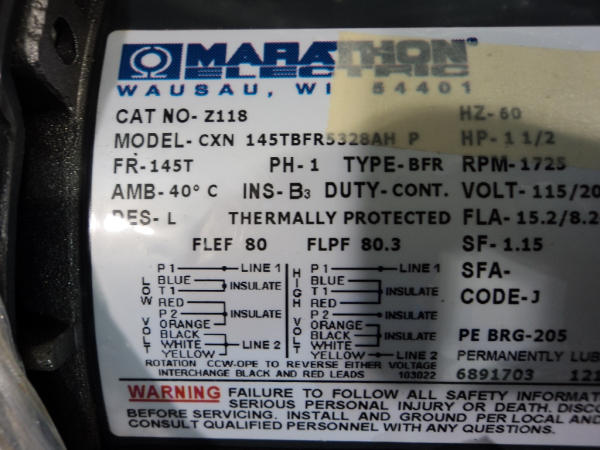 MARATHON®
ELECTRIC
WAUSAU, WI 54401
CAT NO- Z118 HZ- 60
MODEL- CXN 145TBFR5328AH P HP- 1 1/2
FR-145T PH-1 TYPE-BFR RPM-1725
AMB-40° C INS-B3 DUTY-CONT. VOLT-115/20
DES-L THERMALLY PROTECTED FLA-15.2/8.2
FLEF 80 FLPF 80.3 SF-1.15
SFA-
CODE-J
PE BRG-205
PERMANENTLY LUB
6891703 121
LOW VOLT
P1 LINE 1
BLUE
T1 INSULATE
RED
P2 INSULATE
ORANGE
BLACK
WHITE LINE 2
YELLOW
HIGH VOLT
P1 LINE 1
BLUE
T1 INSULATE
RED
P2
ORANGE
BLACK INSULATE
WHITE
YELLOW LINE 2
ROTATION CCW-OPE TO REVERSE EITHER VOLTAGE
INTERCHANGE BLACK AND RED LEADS 103022
WARNING FAILURE TO FOLLOW ALL SAFETY INFORMAT
SERIOUS PERSONAL INJURY OR DEATH. DISC
BEFORE SERVICING. INSTALL AND GROUND PER LOCAL AND
CONSULT QUALIFIED PERSONNEL WITH ANY QUESTIONS.